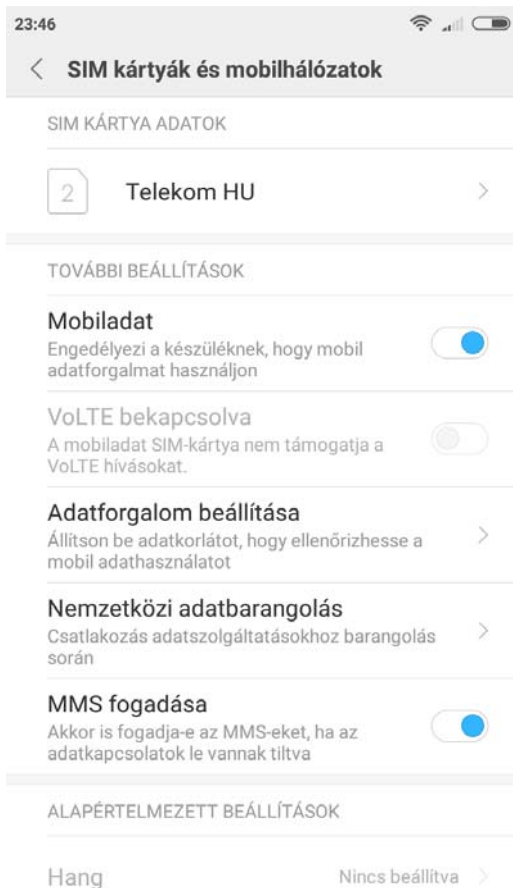 23:46
SIM kártyák és mobilhálózatok
SIM KÁRTYA ADATOK
2 Telekom HU
TOVÁBBI BEÁLLÍTÁSOK
Mobiladat
Engedélyezi a készüléknek, hogy mobil
adatforgalmat használjon
VoLTE bekapcsolva
A mobiladat SIM-kártya nem támogatja a
VoLTE hívásokat.
Adatforgalom beállítása
Állítson be adatkorlátot, hogy ellenőrizhesse a
mobil adathasználatot
Nemzetközi adatbarangolás
Csatlakozás adatszolgáltatásokhoz barangolás
során
MMS fogadása
Akkor is fogadja-e az MMS-eket, ha az
adatkapcsolatok le vannak tiltva
ALAPÉRTELMEZETT BEÁLLÍTÁSOK
Hang Nincs beállítva